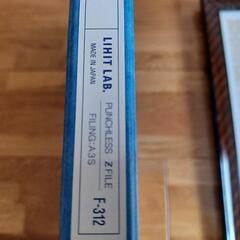 LIHIT LAB.
MADE IN JAPAN
PUNCHLESS Z FILE
FILING:A3S
F-312